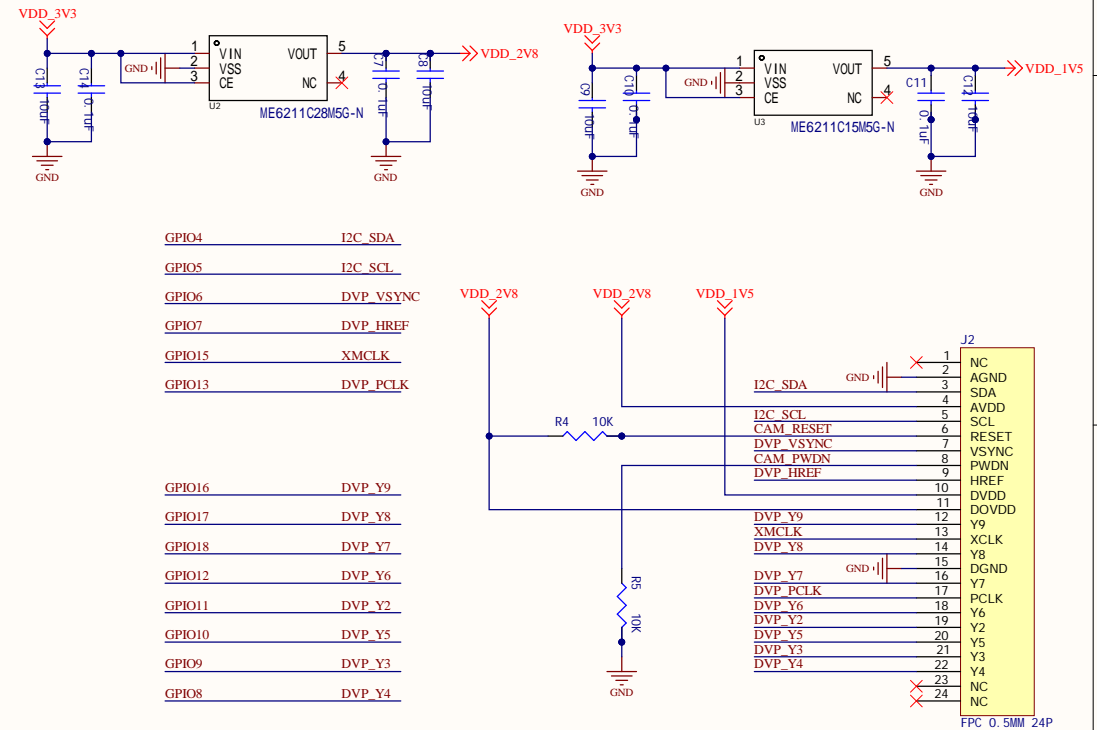 VDD_3V3
C13 10uF
C14 0.1uF
GND
1 VIN VOUT 5
2 VSS
3 CE NC 4
U2
ME6211C28M5G-N
C7 0.1uF
C8 10uF
VDD_2V8
GND
GND
VDD_3V3
C9 10uF
C10 0.1uF
GND
1 VIN VOUT 5
2 VSS
3 CE NC 4
U3
ME6211C15M5G-N
C11 0.1uF
C12 10uF
VDD_1V5
GND
GND
GPIO4 I2C_SDA
GPIO5 I2C_SCL
GPIO6 DVP_VSYNC
GPIO7 DVP_HREF
GPIO15 XMCLK
GPIO13 DVP_PCLK
GPIO16 DVP_Y9
GPIO17 DVP_Y8
GPIO18 DVP_Y7
GPIO12 DVP_Y6
GPIO11 DVP_Y2
GPIO10 DVP_Y5
GPIO9 DVP_Y3
GPIO8 DVP_Y4
VDD_2V8 VDD_2V8 VDD_1V5
R4 10K
R5 10K
GND
J2
1 NC
GND 2 AGND
I2C_SDA 3 SDA
4 AVDD
I2C_SCL 5 SCL
CAM_RESET 6 RESET
DVP_VSYNC 7 VSYNC
CAM_PWDN 8 PWDN
DVP_HREF 9 HREF
10 DVDD
11 DOVDD
DVP_Y9 12 Y9
XMCLK 13 XCLK
DVP_Y8 14 Y8
GND 15 DGND
DVP_Y7 16 Y7
DVP_PCLK 17 PCLK
DVP_Y6 18 Y6
DVP_Y2 19 Y2
DVP_Y5 20 Y5
DVP_Y3 21 Y3
DVP_Y4 22 Y4
23 NC
24 NC
FPC 0.5MM 24P